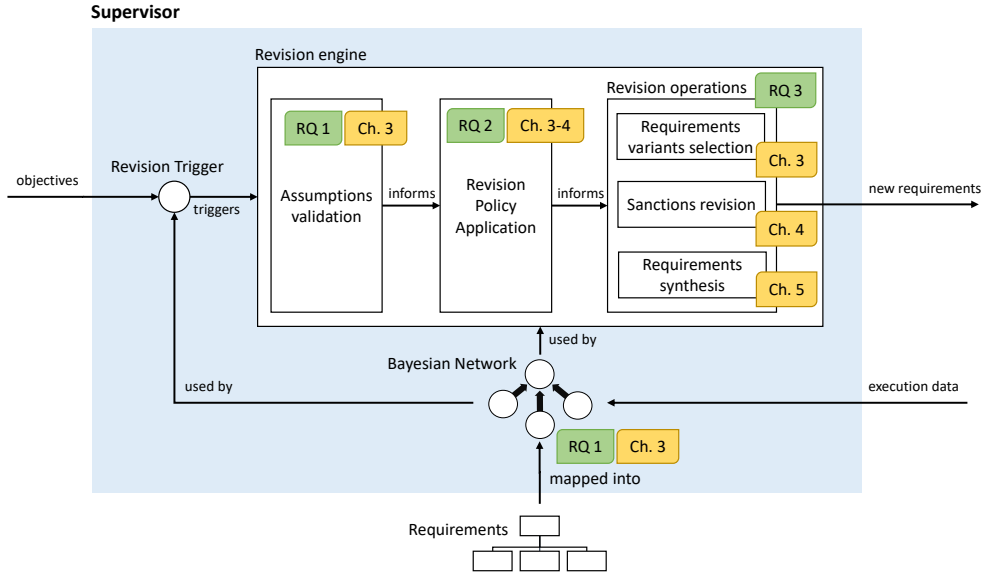 Supervisor
Revision engine
Revision operations
RQ 3
RQ 1
Ch. 3
RQ 2
Ch. 3-4
Requirements
variants selection
Ch. 3
Revision Trigger
objectives
triggers
Assumptions
validation
informs
Revision
Policy
Application
informs
Sanctions revision
Ch. 4
new requirements
Requirements
synthesis
Ch. 5
used by
Bayesian Network
used by
execution data
RQ 1
Ch. 3
mapped into
Requirements